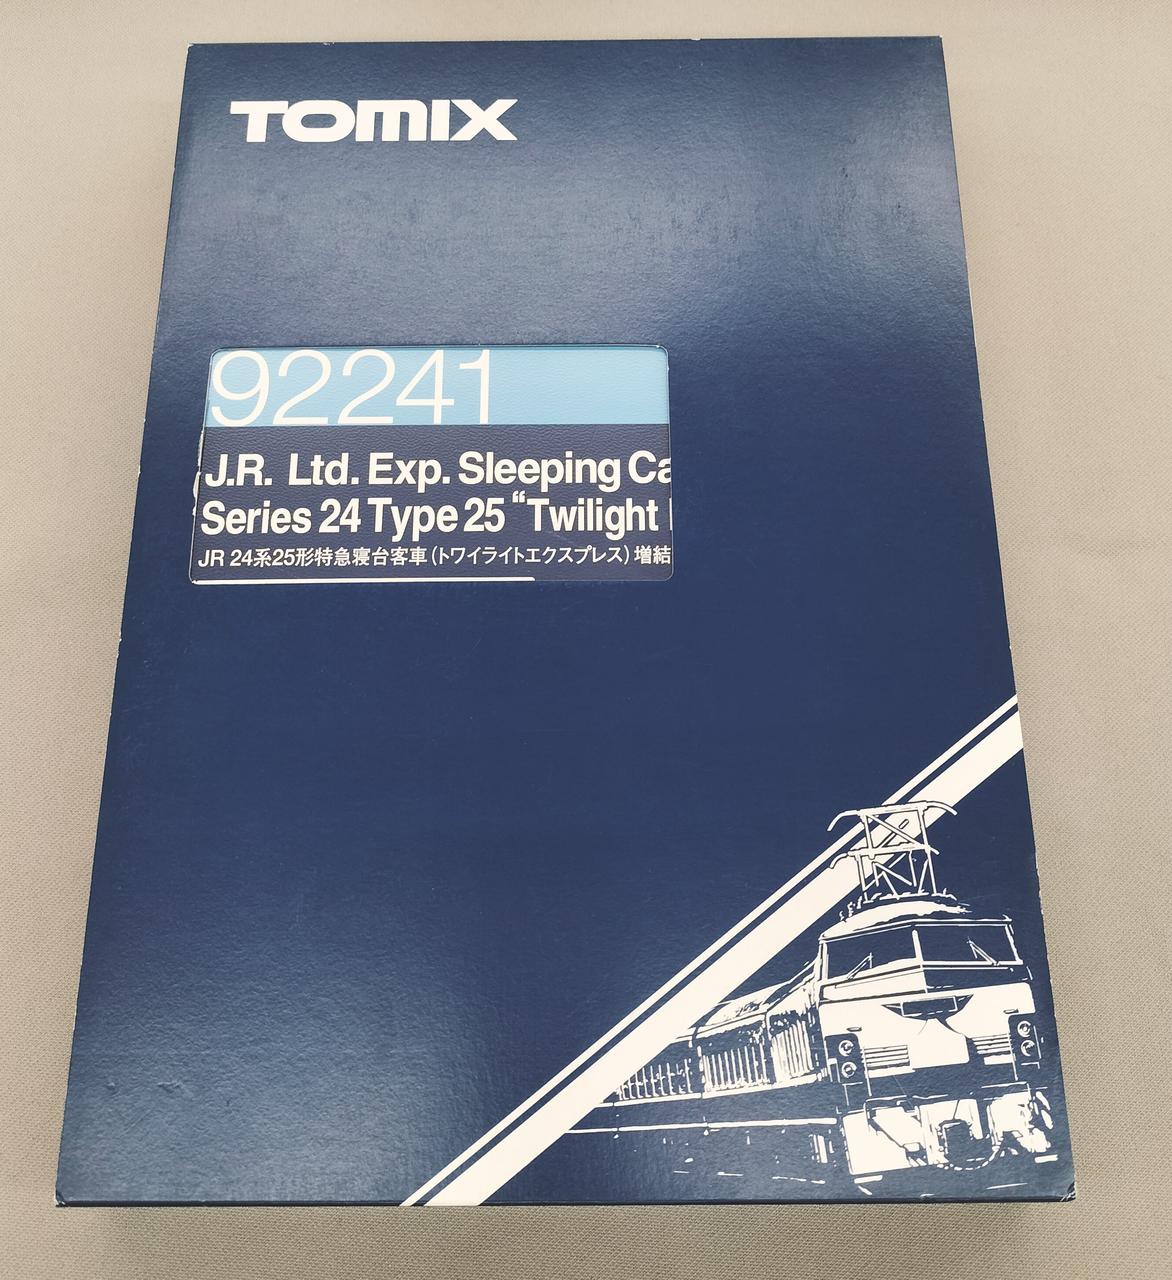 TOMIX
92241
J.R. Ltd. Exp. Sleeping Ca
Series 24 Type 25 “Twilight
JR 24系25形特急寝台客車（トワイライトエクスプレス）増結